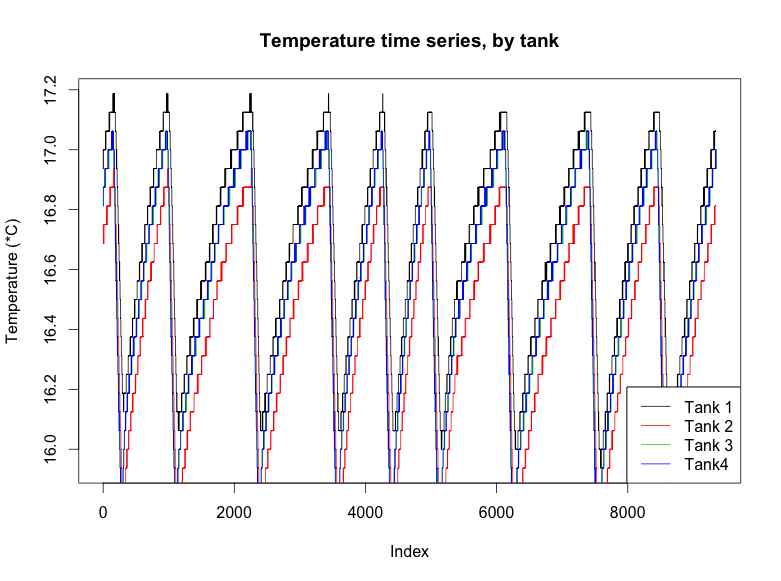 Temperature time series, by tank
Temperature (*C)
17.2
17.0
16.8
16.6
16.4
16.2
16.0
Tank 1
Tank 2
Tank 3
Tank4
0 2000 4000 6000 8000
Index